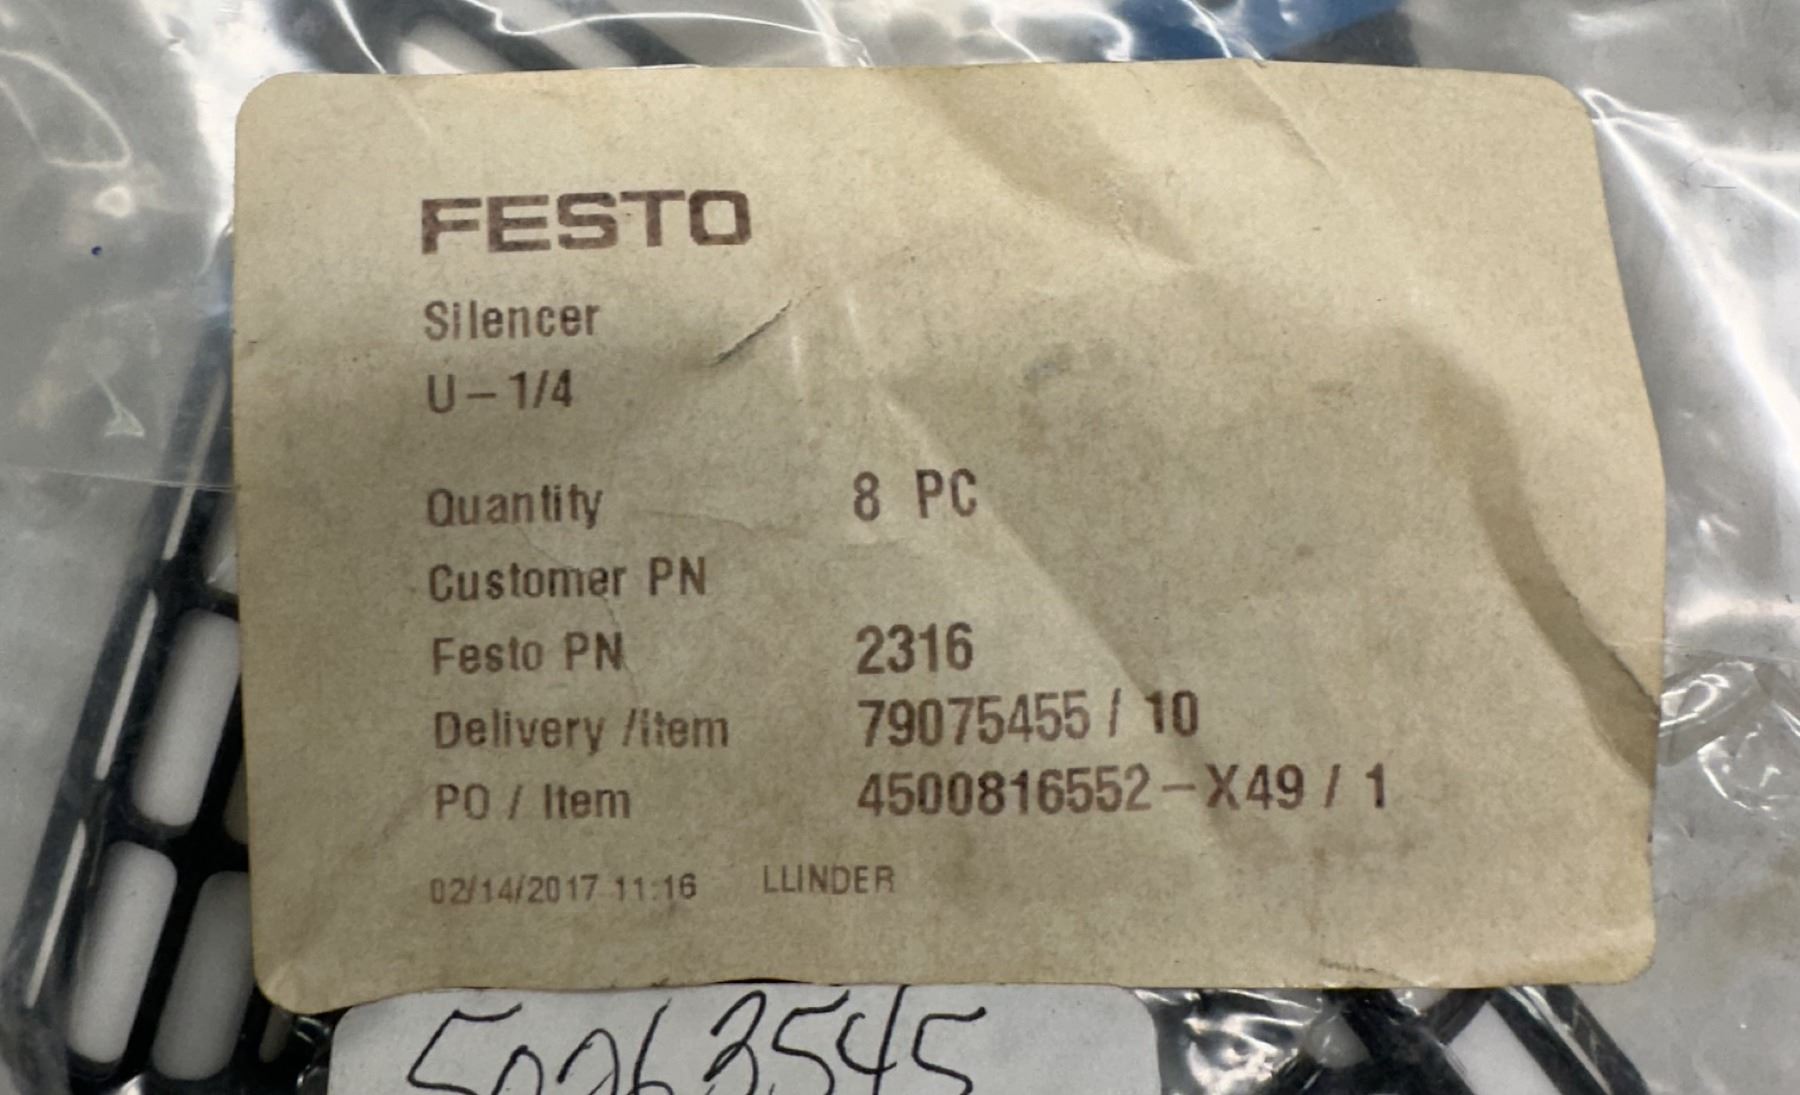 FESTO
Silencer
U-1/4
Quantity 8 PC
Customer PN
Festo PN 2316
Delivery /Item 79075455 / 10
PO / Item 4500816552-X49 / 1
02/14/2017 11:16 LLINDER
50263545